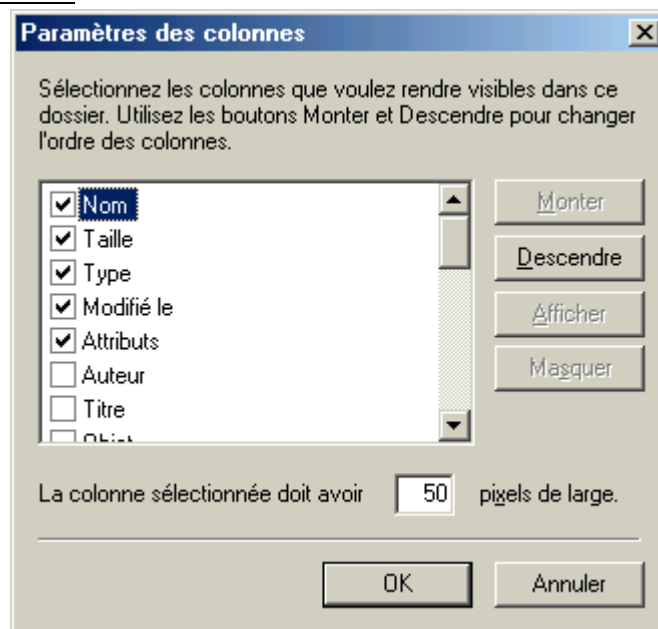 Paramètres des colonnes
Sélectionnez les colonnes que voulez rendre visibles dans ce
dossier. Utilisez les boutons Monter et Descendre pour changer
l'ordre des colonnes.
Nom
Taille
Type
Modifié le
Attributs
Auteur
Titre
Objet
Monter
Descendre
Afficher
Masquer
La colonne sélectionnée doit avoir 50 pixels de large.
OK
Annuler